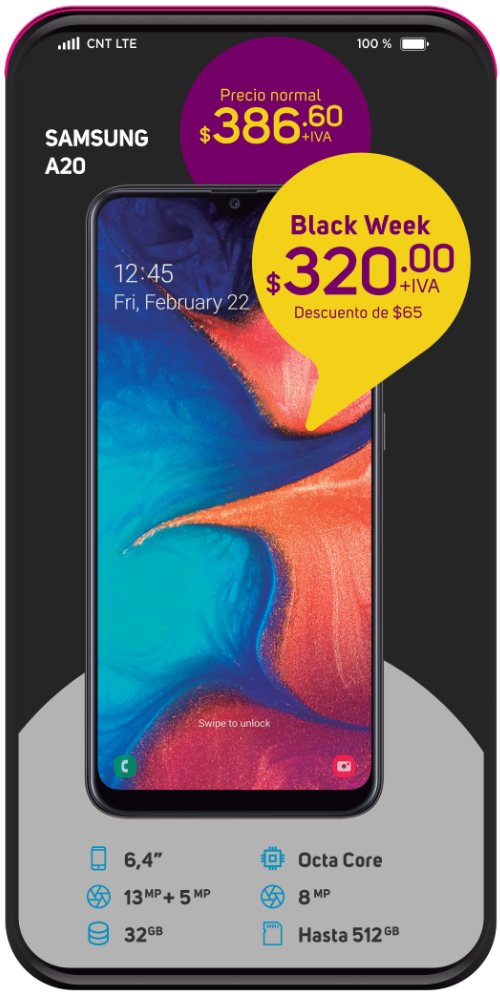 CNT LTE
100 %
Precio normal
$386.60
+IVA
SAMSUNG
A20
Black Week
$320.00
+IVA
Descuento de $65
12:45
Fri, February 22
Swipe to unlock
6,4”
Octa Core
13MP + 5MP
8MP
32GB
Hasta 512GB